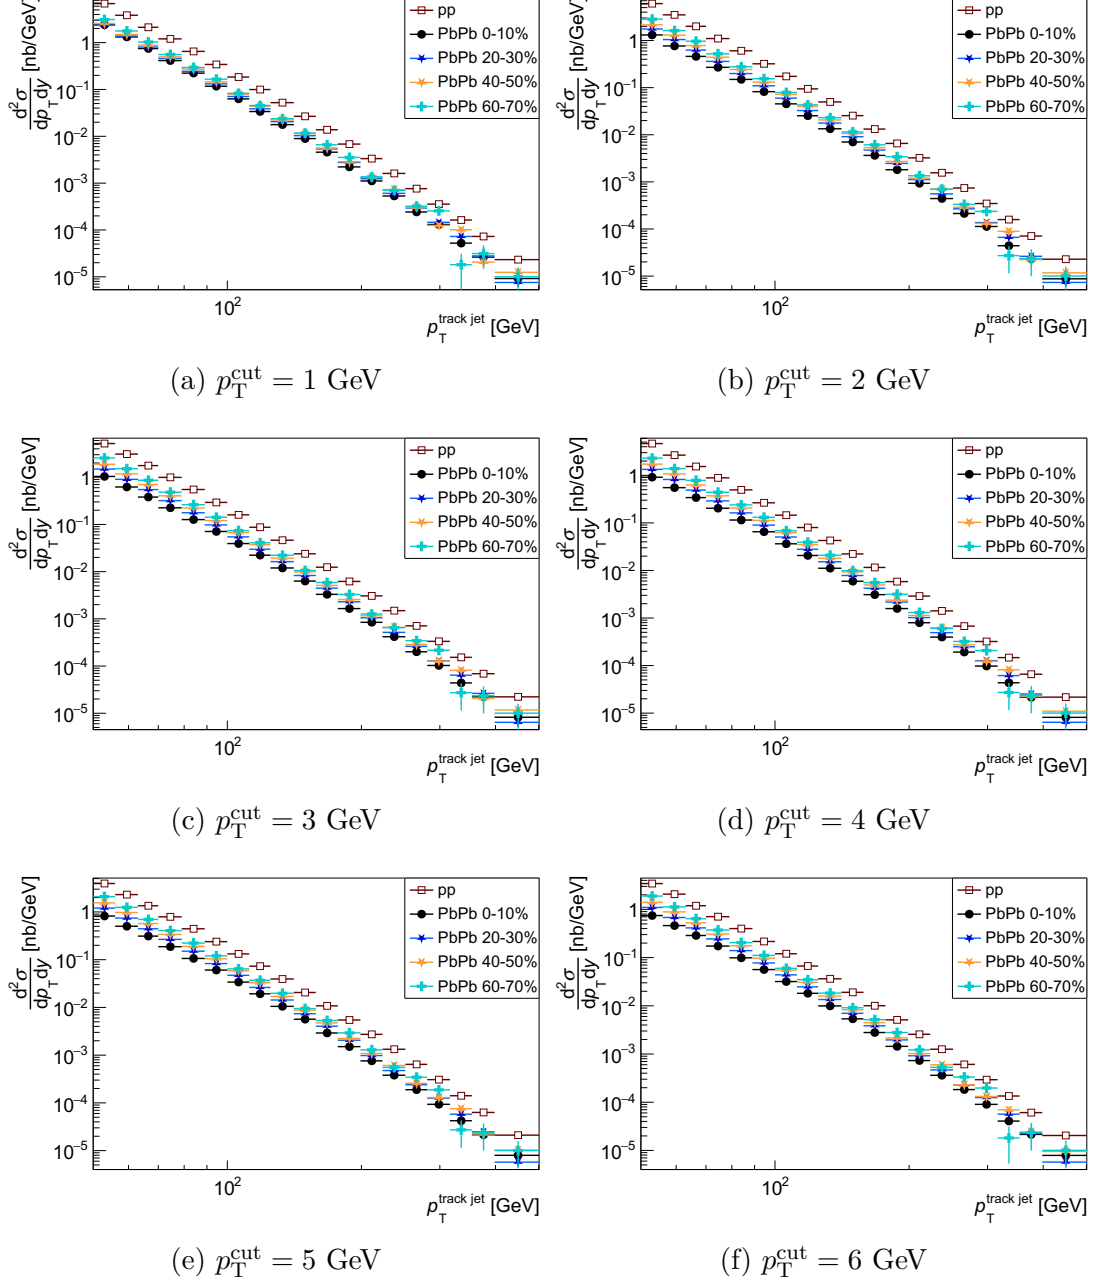 d²σ/dp_T dy [nb/GeV]
1
10⁻¹
10⁻²
10⁻³
10⁻⁴
10⁻⁵
pp
PbPb 0-10%
PbPb 20-30%
PbPb 40-50%
PbPb 60-70%
10²
p_T^track jet [GeV]
d²σ/dp_T dy [nb/GeV]
1
10⁻¹
10⁻²
10⁻³
10⁻⁴
10⁻⁵
pp
PbPb 0-10%
PbPb 20-30%
PbPb 40-50%
PbPb 60-70%
10²
p_T^track jet [GeV]
(a) p_T^cut = 1 GeV
(b) p_T^cut = 2 GeV
d²σ/dp_T dy [nb/GeV]
1
10⁻¹
10⁻²
10⁻³
10⁻⁴
10⁻⁵
pp
PbPb 0-10%
PbPb 20-30%
PbPb 40-50%
PbPb 60-70%
10²
p_T^track jet [GeV]
d²σ/dp_T dy [nb/GeV]
1
10⁻¹
10⁻²
10⁻³
10⁻⁴
10⁻⁵
pp
PbPb 0-10%
PbPb 20-30%
PbPb 40-50%
PbPb 60-70%
10²
p_T^track jet [GeV]
(c) p_T^cut = 3 GeV
(d) p_T^cut = 4 GeV
d²σ/dp_T dy [nb/GeV]
1
10⁻¹
10⁻²
10⁻³
10⁻⁴
10⁻⁵
pp
PbPb 0-10%
PbPb 20-30%
PbPb 40-50%
PbPb 60-70%
10²
p_T^track jet [GeV]
d²σ/dp_T dy [nb/GeV]
1
10⁻¹
10⁻²
10⁻³
10⁻⁴
10⁻⁵
pp
PbPb 0-10%
PbPb 20-30%
PbPb 40-50%
PbPb 60-70%
10²
p_T^track jet [GeV]
(e) p_T^cut = 5 GeV
(f) p_T^cut = 6 GeV